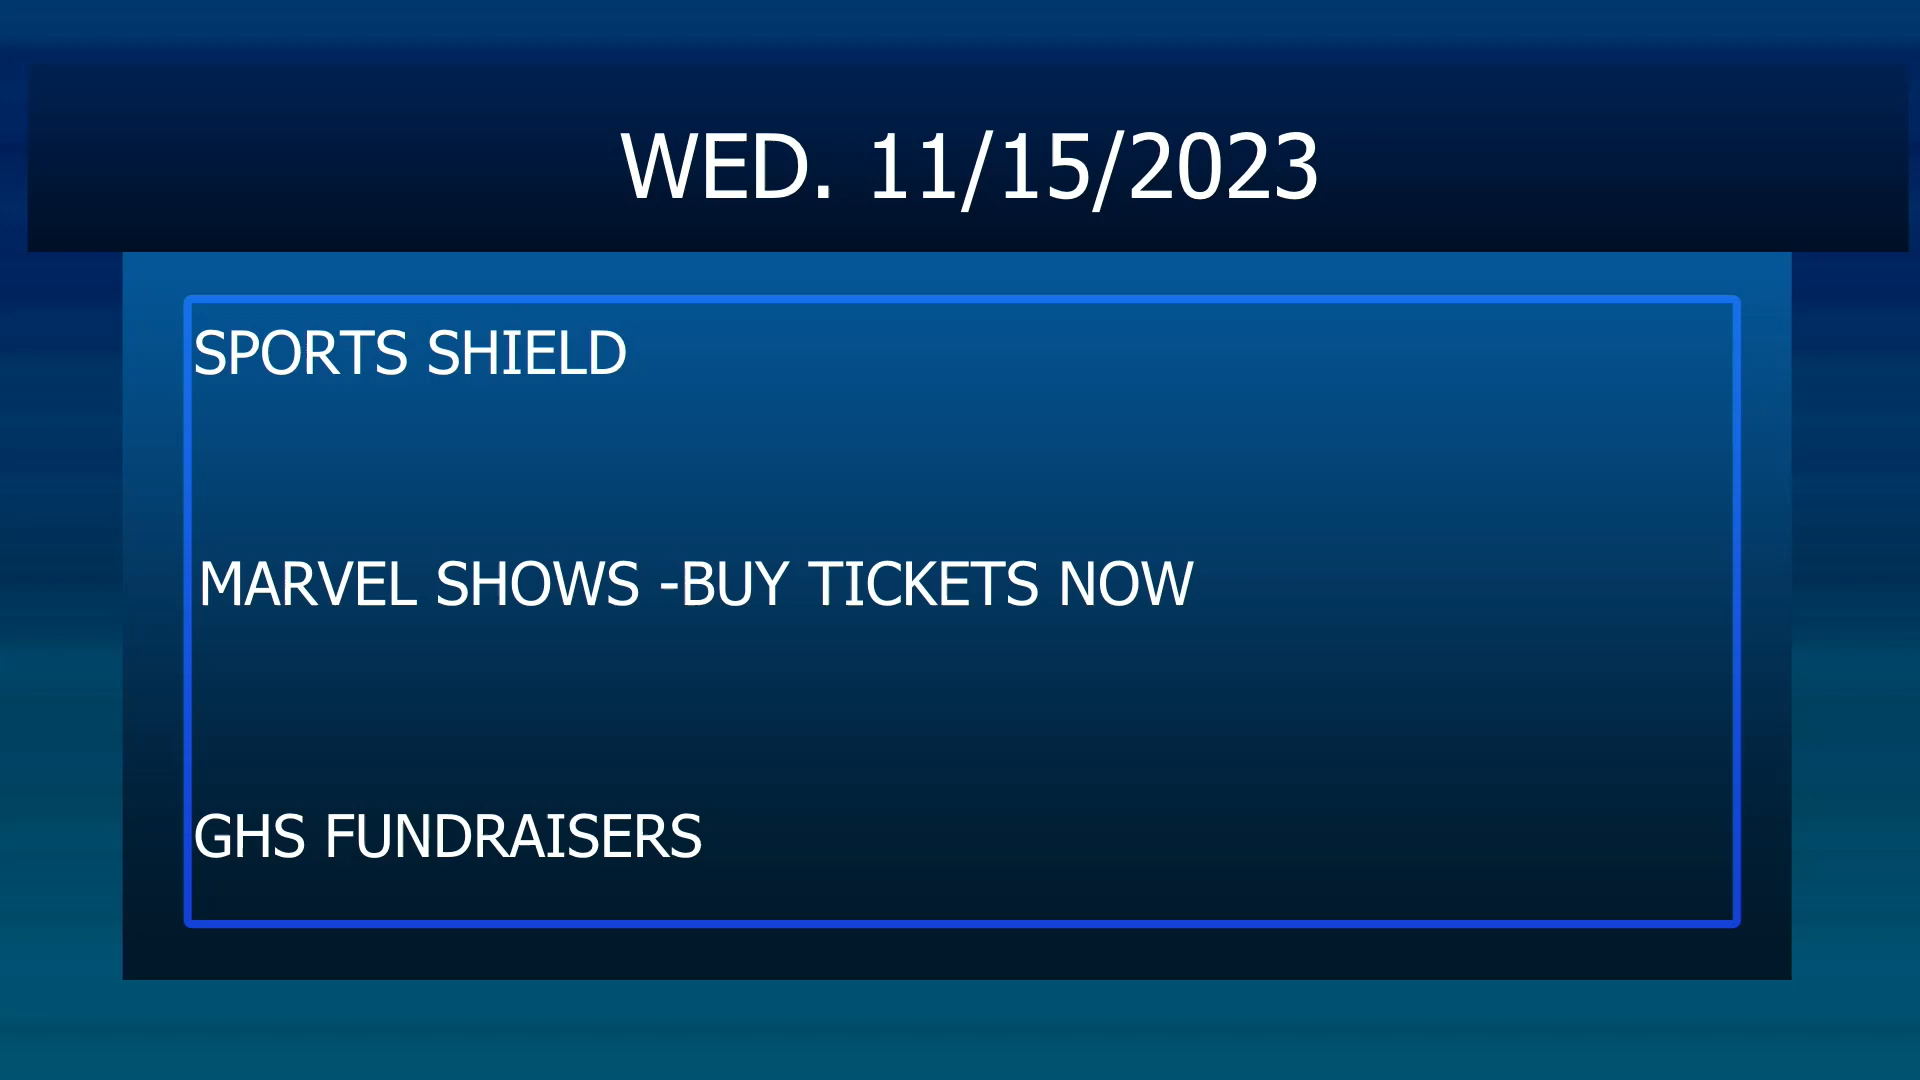 WED. 11/15/2023
SPORTS SHIELD
MARVEL SHOWS -BUY TICKETS NOW
GHS FUNDRAISERS